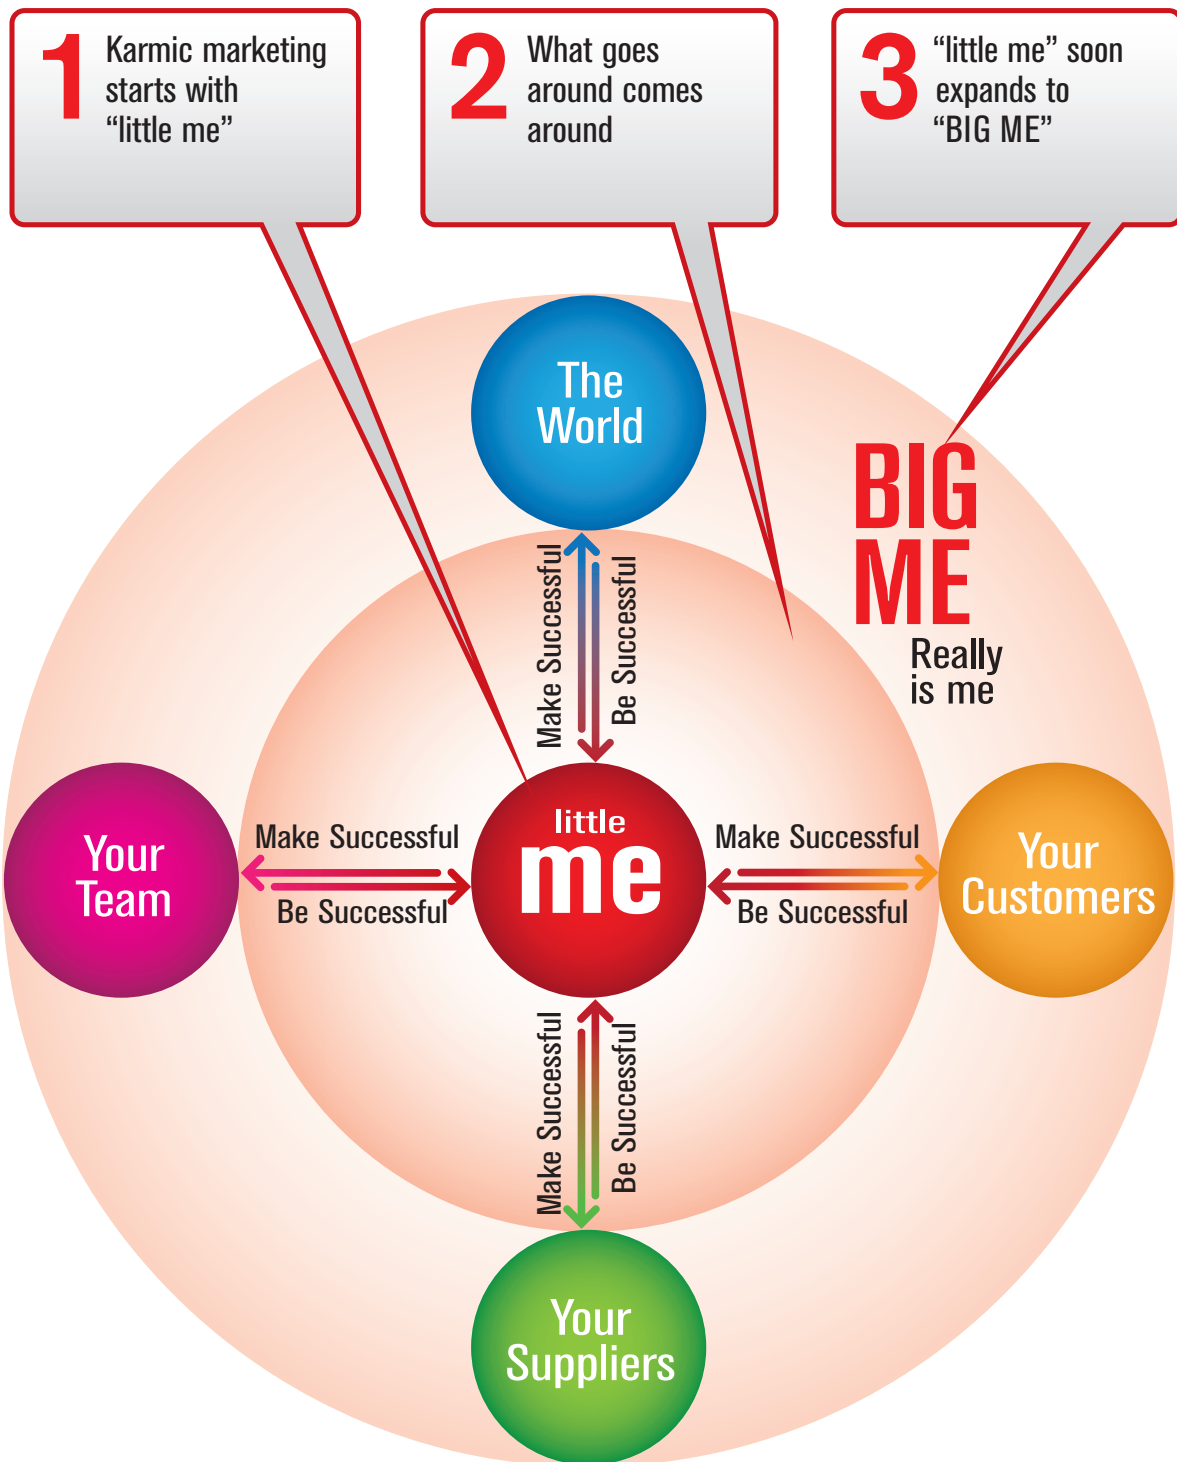 1
Karmic marketing
starts with
“little me”
2
What goes
around comes
around
3
“little me” soon
expands to
“BIG ME”
The
World
BIG
ME
Really
is me
Make Successful
Be Successful
Your
Team
Make Successful
Be Successful
little
me
Make Successful
Be Successful
Your
Customers
Make Successful
Be Successful
Your
Suppliers